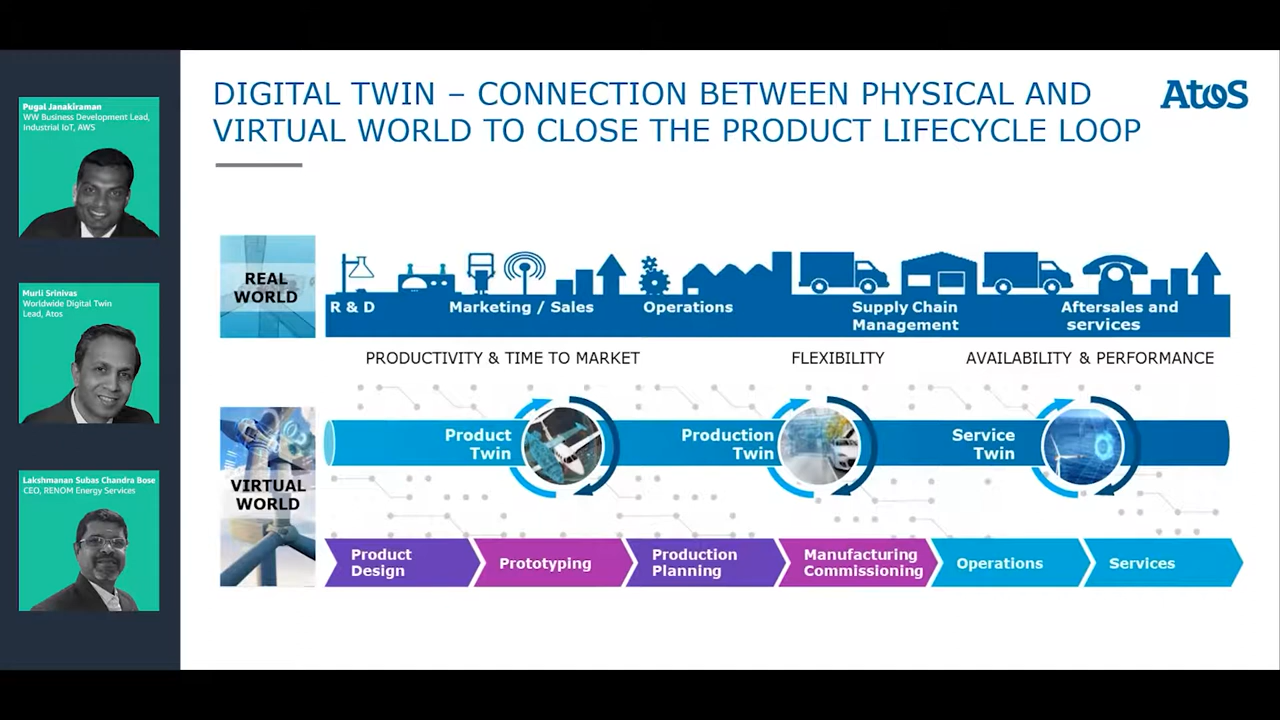 Pugal Janakiraman
WW Business Development Lead,
Industrial IoT, AWS
Murli Srinivas
Worldwide Digital Twin
Lead, Atos
Lakshmanan Subas Chandra Bose
CEO, RENOM Energy Services
DIGITAL TWIN – CONNECTION BETWEEN PHYSICAL AND
VIRTUAL WORLD TO CLOSE THE PRODUCT LIFECYCLE LOOP
Atos
REAL
WORLD
R & D
Marketing / Sales
Operations
Supply Chain
Management
Aftersales and
services
PRODUCTIVITY & TIME TO MARKET
FLEXIBILITY
AVAILABILITY & PERFORMANCE
VIRTUAL
WORLD
Product
Twin
Production
Twin
Service
Twin
Product
Design
Prototyping
Production
Planning
Manufacturing
Commissioning
Operations
Services